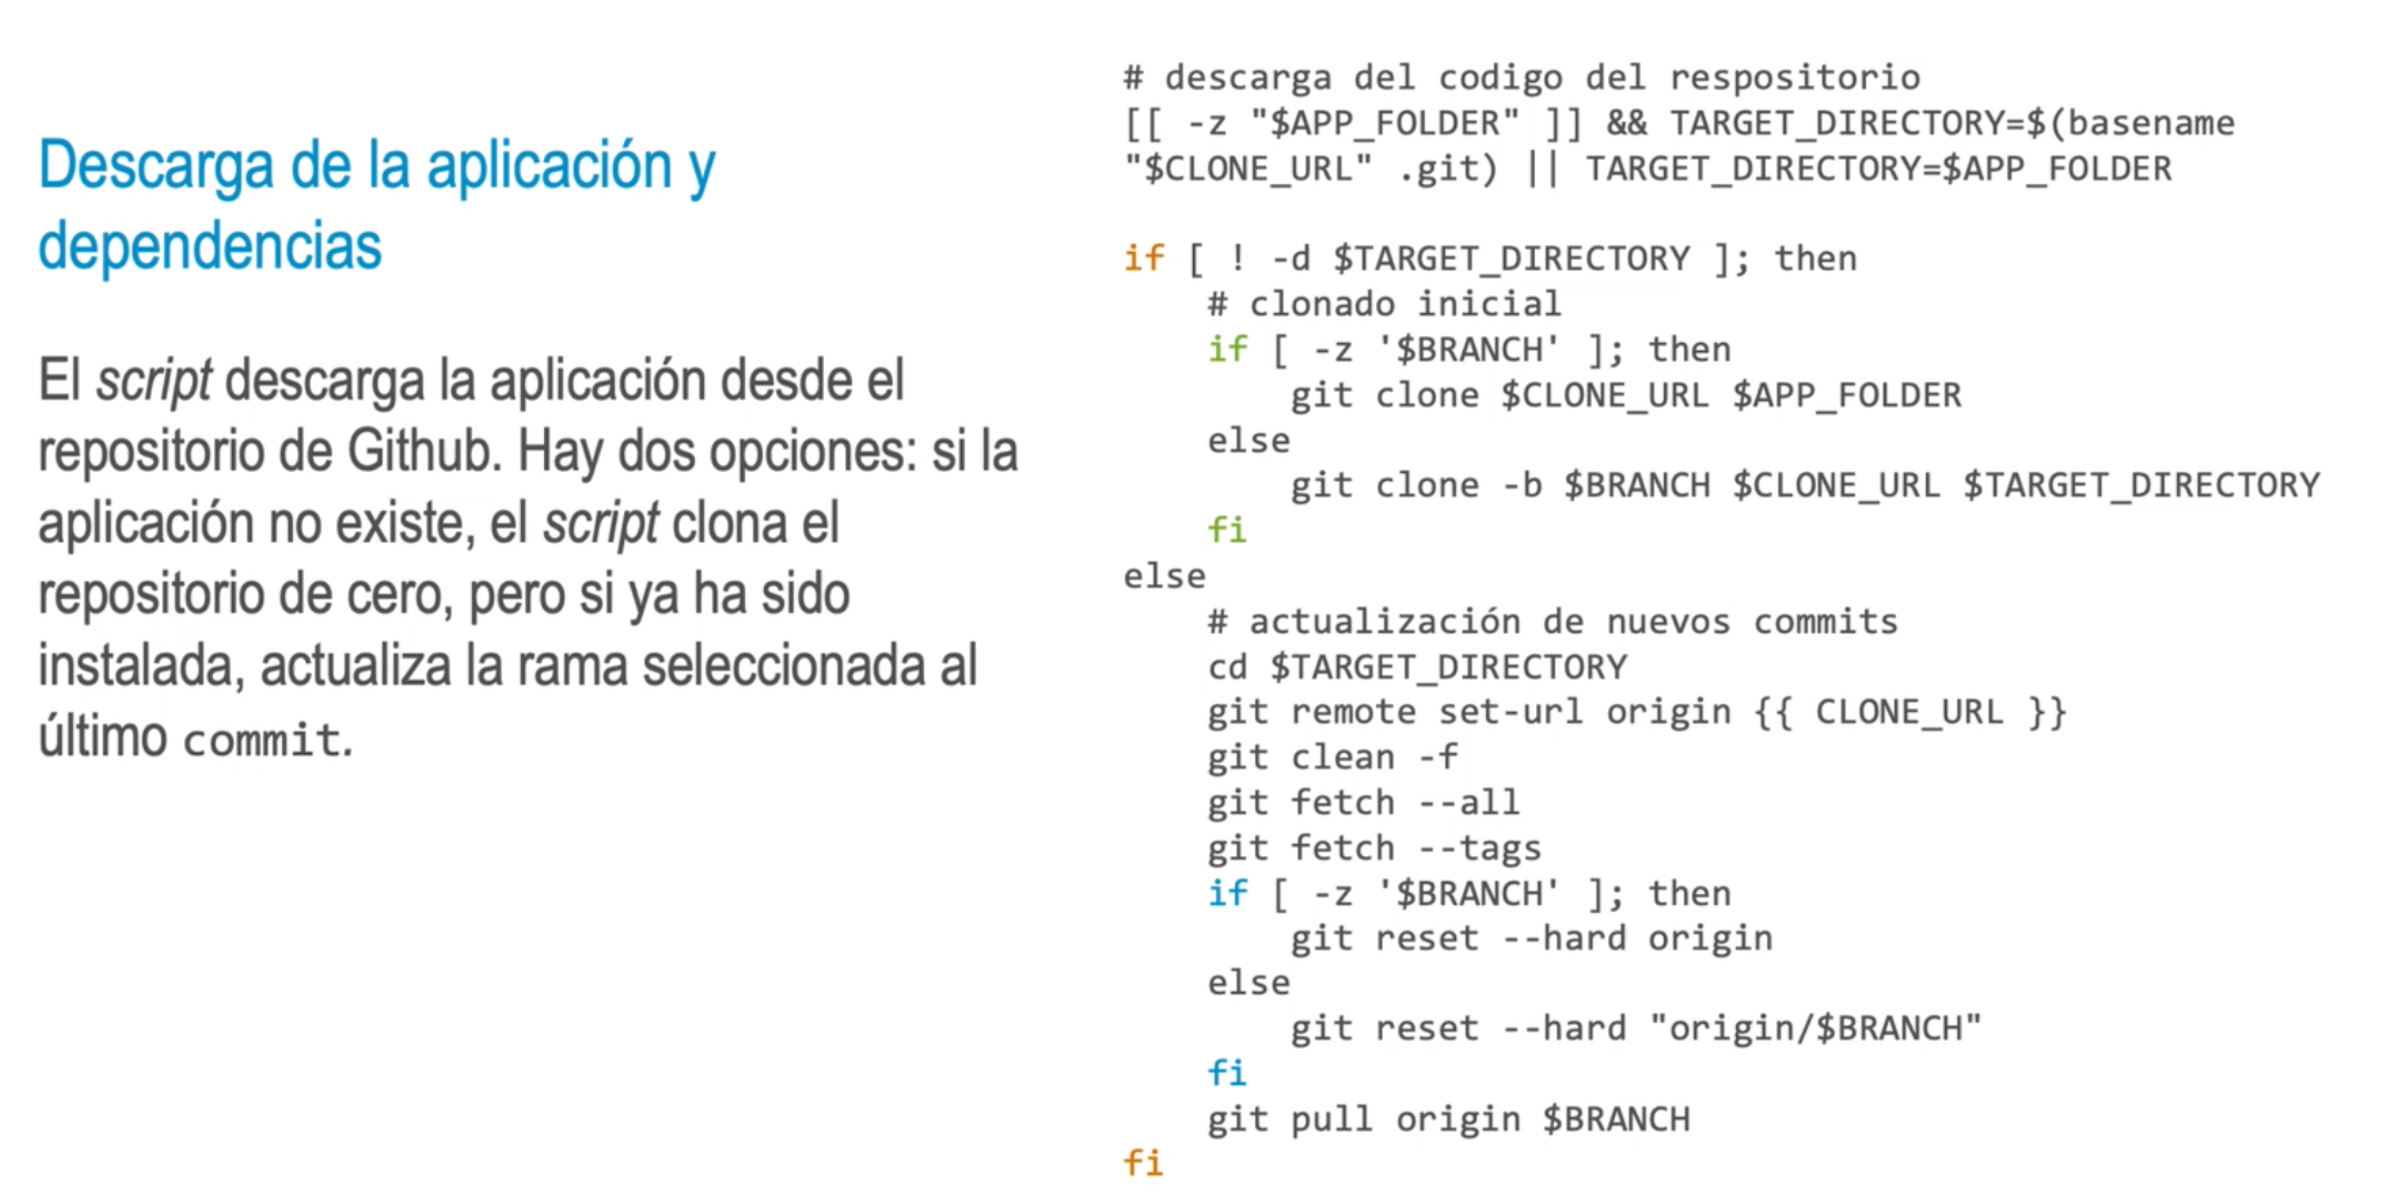 Descarga de la aplicación y
dependencias
El script descarga la aplicación desde el
repositorio de Github. Hay dos opciones: si la
aplicación no existe, el script clona el
repositorio de cero, pero si ya ha sido
instalada, actualiza la rama seleccionada al
último commit.
# descarga del codigo del respositorio
[[ -z "$APP_FOLDER" ]] && TARGET_DIRECTORY=$(basename
"$CLONE_URL" .git) || TARGET_DIRECTORY=$APP_FOLDER
if [ ! -d $TARGET_DIRECTORY ]; then
    # clonado inicial
    if [ -z '$BRANCH' ]; then
        git clone $CLONE_URL $APP_FOLDER
    else
        git clone -b $BRANCH $CLONE_URL $TARGET_DIRECTORY
    fi
else
    # actualización de nuevos commits
    cd $TARGET_DIRECTORY
    git remote set-url origin {{ CLONE_URL }}
    git clean -f
    git fetch --all
    git fetch --tags
    if [ -z '$BRANCH' ]; then
        git reset --hard origin
    else
        git reset --hard "origin/$BRANCH"
    fi
    git pull origin $BRANCH
fi